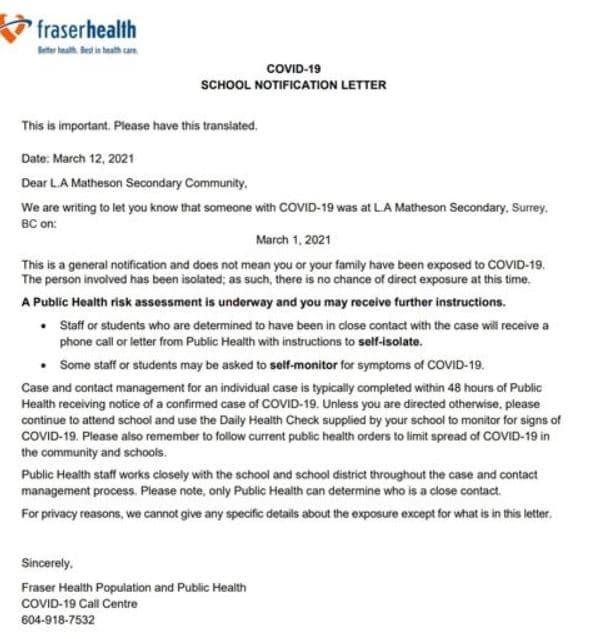 fraserhealth
Better health. Best in health care.
COVID-19
SCHOOL NOTIFICATION LETTER
This is important. Please have this translated.
Date: March 12, 2021
Dear L.A Matheson Secondary Community,
We are writing to let you know that someone with COVID-19 was at L.A Matheson Secondary, Surrey,
BC on:
March 1, 2021
This is a general notification and does not mean you or your family have been exposed to COVID-19.
The person involved has been isolated; as such, there is no chance of direct exposure at this time.
A Public Health risk assessment is underway and you may receive further instructions.
• Staff or students who are determined to have been in close contact with the case will receive a
phone call or letter from Public Health with instructions to self-isolate.
• Some staff or students may be asked to self-monitor for symptoms of COVID-19.
Case and contact management for an individual case is typically completed within 48 hours of Public
Health receiving notice of a confirmed case of COVID-19. Unless you are directed otherwise, please
continue to attend school and use the Daily Health Check supplied by your school to monitor for signs of
COVID-19. Please also remember to follow current public health orders to limit spread of COVID-19 in
the community and schools.
Public Health staff works closely with the school and school district throughout the case and contact
management process. Please note, only Public Health can determine who is a close contact.
For privacy reasons, we cannot give any specific details about the exposure except for what is in this letter.
Sincerely,
Fraser Health Population and Public Health
COVID-19 Call Centre
604-918-7532